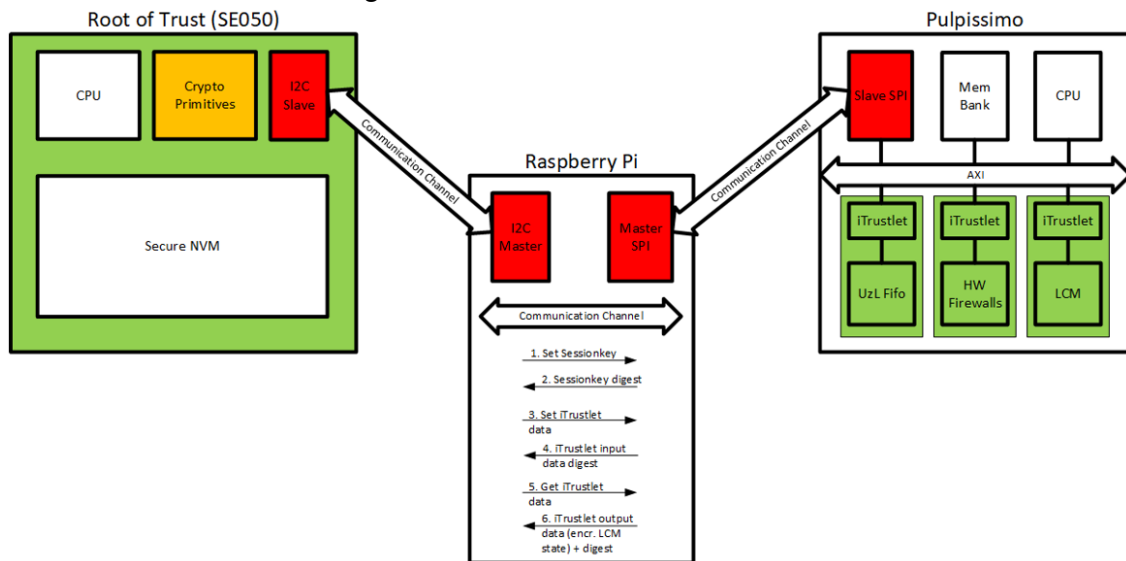 Root of Trust (SE050)
CPU
Crypto
Primitives
I2C
Slave
Secure NVM
Communication Channel
Raspberry Pi
I2C
Master
Master
SPI
Communication Channel
1. Set Sessionkey
2. Sessionkey digest
3. Set iTrustlet
data
4. iTrustlet input
data digest
5. Get iTrustlet
data
6. iTrustlet output
data (encr. LCM
state) + digest
Communication Channel
Pulpissimo
Slave SPI
Mem
Bank
CPU
AXI
iTrustlet
iTrustlet
iTrustlet
UzL Fifo
HW
Firewalls
LCM